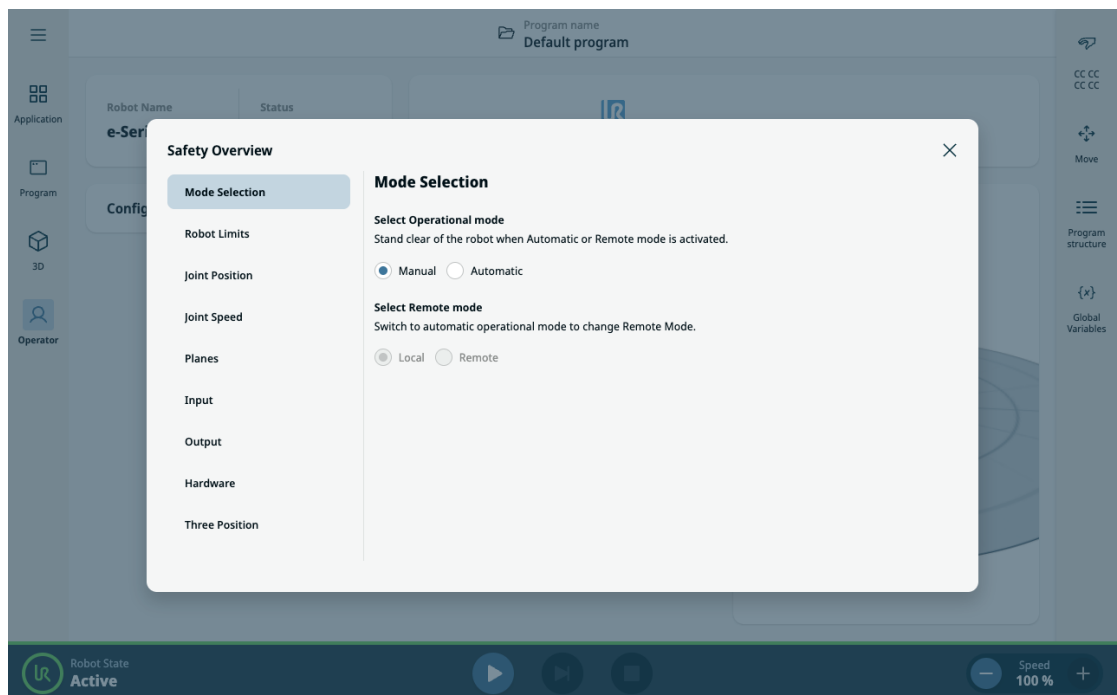 Program name
Default program
Application
Program
3D
Operator
Robot Name
Status
e-Seri
Config
Safety Overview
Mode Selection
Robot Limits
Joint Position
Joint Speed
Planes
Input
Output
Hardware
Three Position
Mode Selection
Select Operational mode
Stand clear of the robot when Automatic or Remote mode is activated.
Manual Automatic
Select Remote mode
Switch to automatic operational mode to change Remote Mode.
Local Remote
CC CC
CC CC
Move
Program
structure
{x}
Global
Variables
UR
Robot State
Active
Speed
100 %